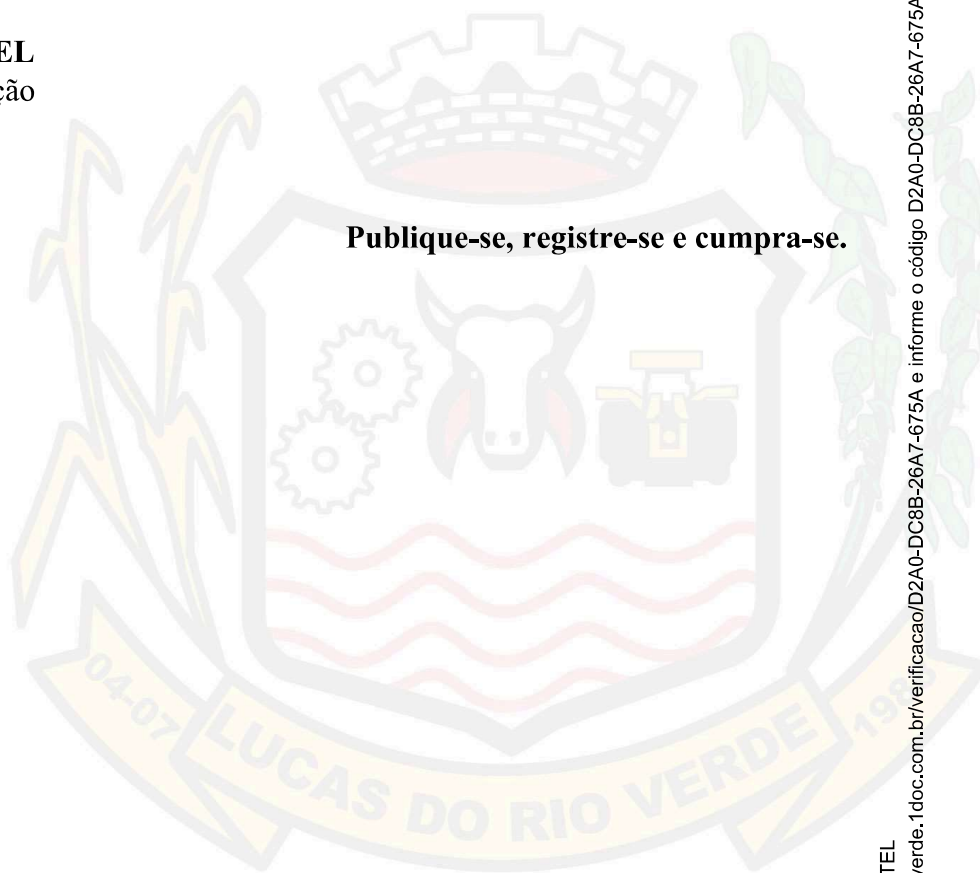 EL
ção
Publique-se, registre-se e cumpra-se.
04-07
LUCAS DO RIO VERDE
TEL
verde.1doc.com.br/verificacao/D2A0-DC8B-26A7-675A e informe o código D2A0-DC8B-26A7-675A